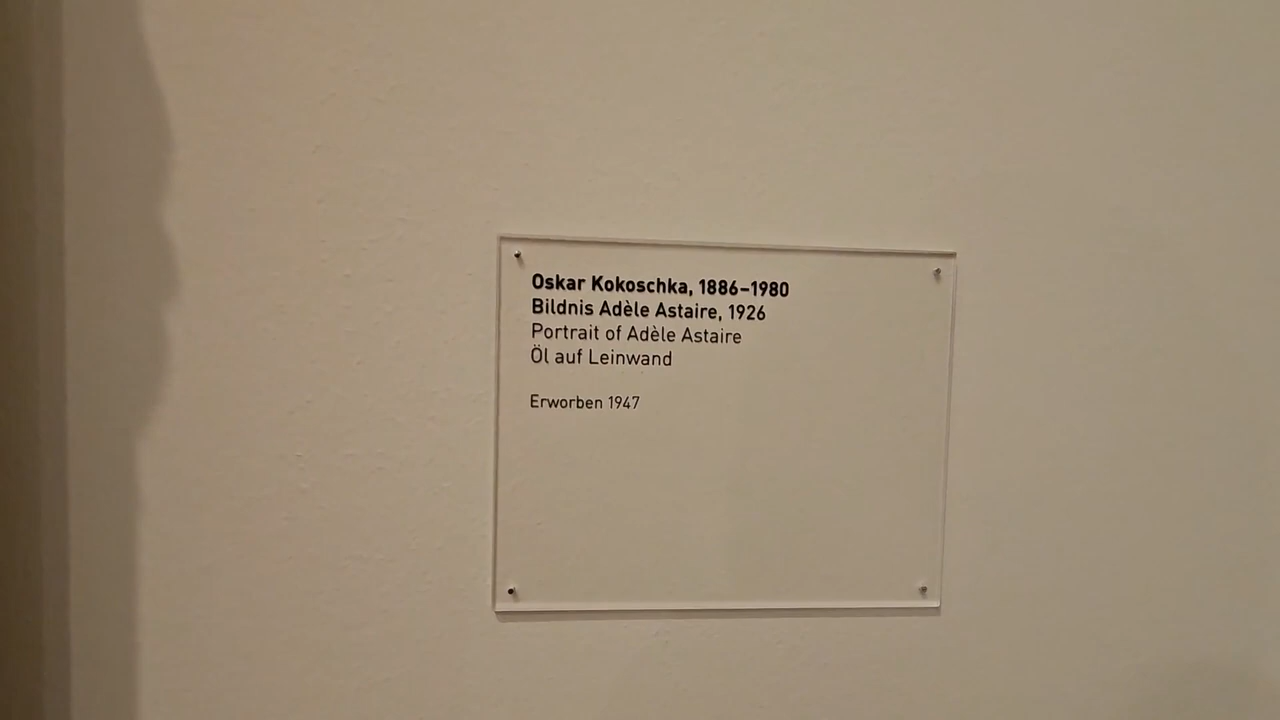 Oskar Kokoschka, 1886–1980
Bildnis Adèle Astaire, 1926
Portrait of Adèle Astaire
Öl auf Leinwand
Erworben 1947